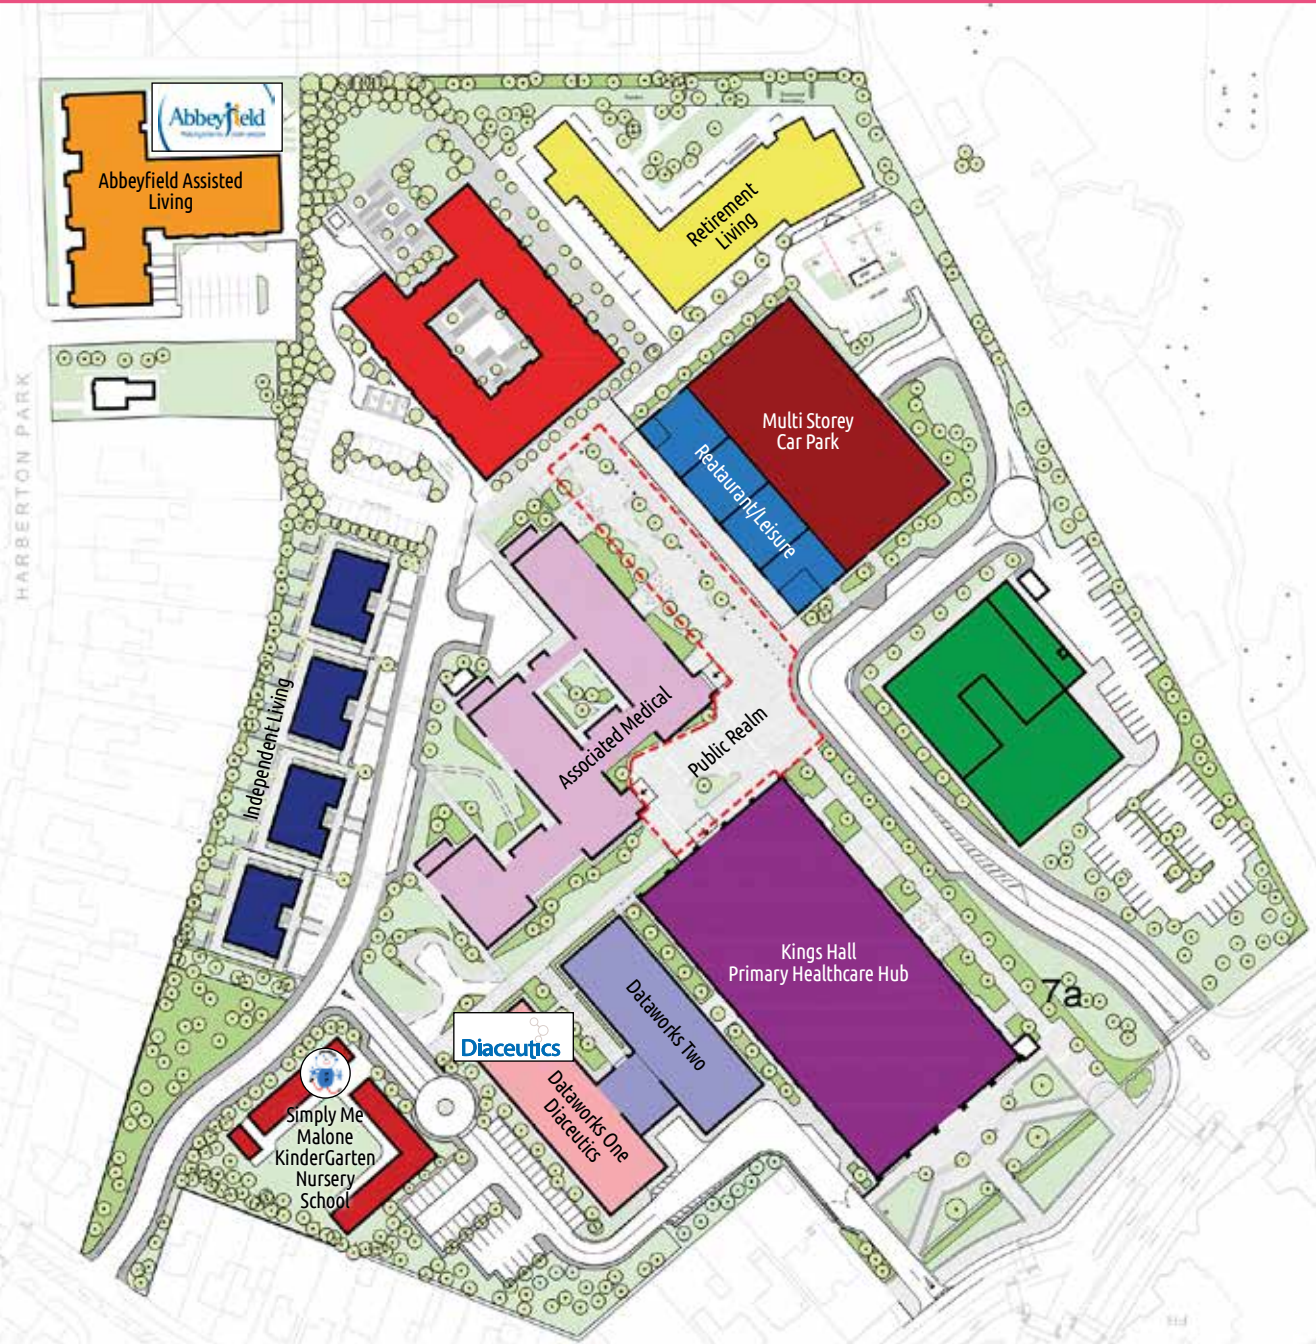 Abbeyfield
Abbeyfield Assisted
Living
Retirement
Living
Multi Storey
Car Park
Reataurant/Leisure
HARBERTON PARK
Independent Living
Associated Medical
Public Realm
Kings Hall
Primary Healthcare Hub
7a
Dataworks Two
Diaceutics
Dataworks One
Diaceutics
Simply Me
Malone
KinderGarten
Nursery
School